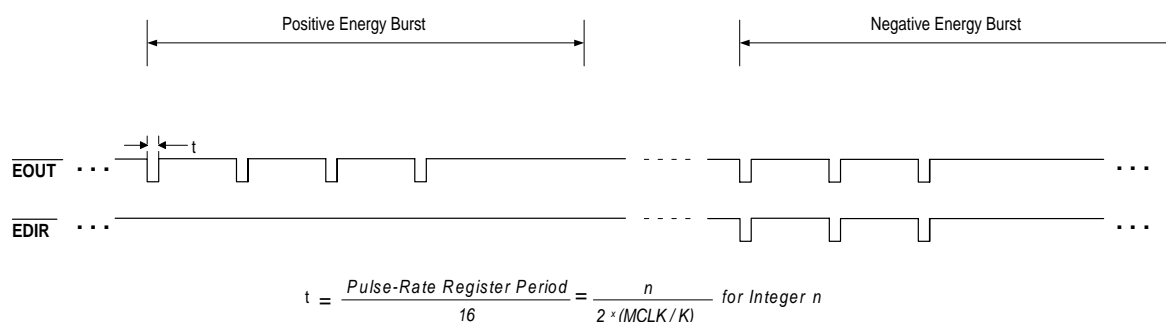 Positive Energy Burst Negative Energy Burst
t
EOUT ... ...
EDIR ... ...
t = Pulse-Rate Register Period / 16 = n / 2 x (MCLK / K) for Integer n